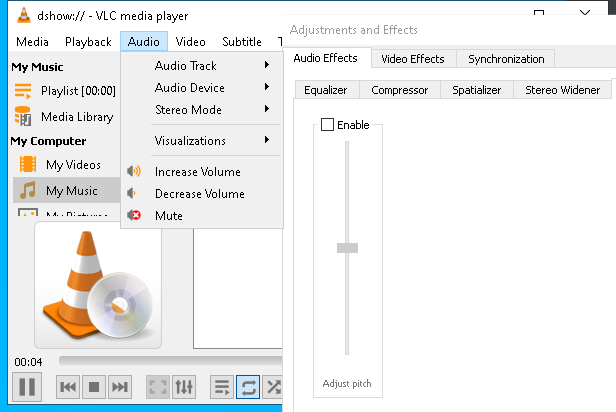 dshow:// - VLC media player
Media Playback Audio Video Subtitle
My Music
Playlist [00:00]
Media Library
My Computer
My Videos
My Music
00:04
Audio Track
Audio Device
Stereo Mode
Visualizations
Increase Volume
Decrease Volume
Mute
Adjustments and Effects
Audio Effects Video Effects Synchronization
Equalizer Compressor Spatializer Stereo Widener
Enable
Adjust pitch